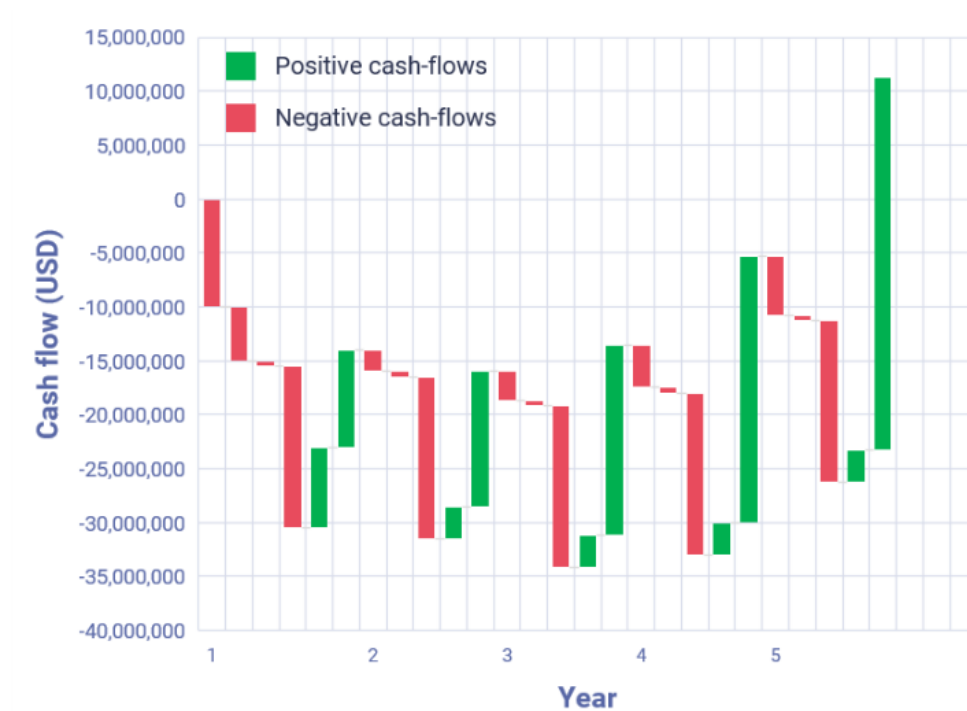 15,000,000
Positive cash-flows
10,000,000
Negative cash-flows
5,000,000
0
-5,000,000
-10,000,000
-15,000,000
-20,000,000
-25,000,000
-30,000,000
-35,000,000
-40,000,000
Cash flow (USD)
1 2 3 4 5
Year